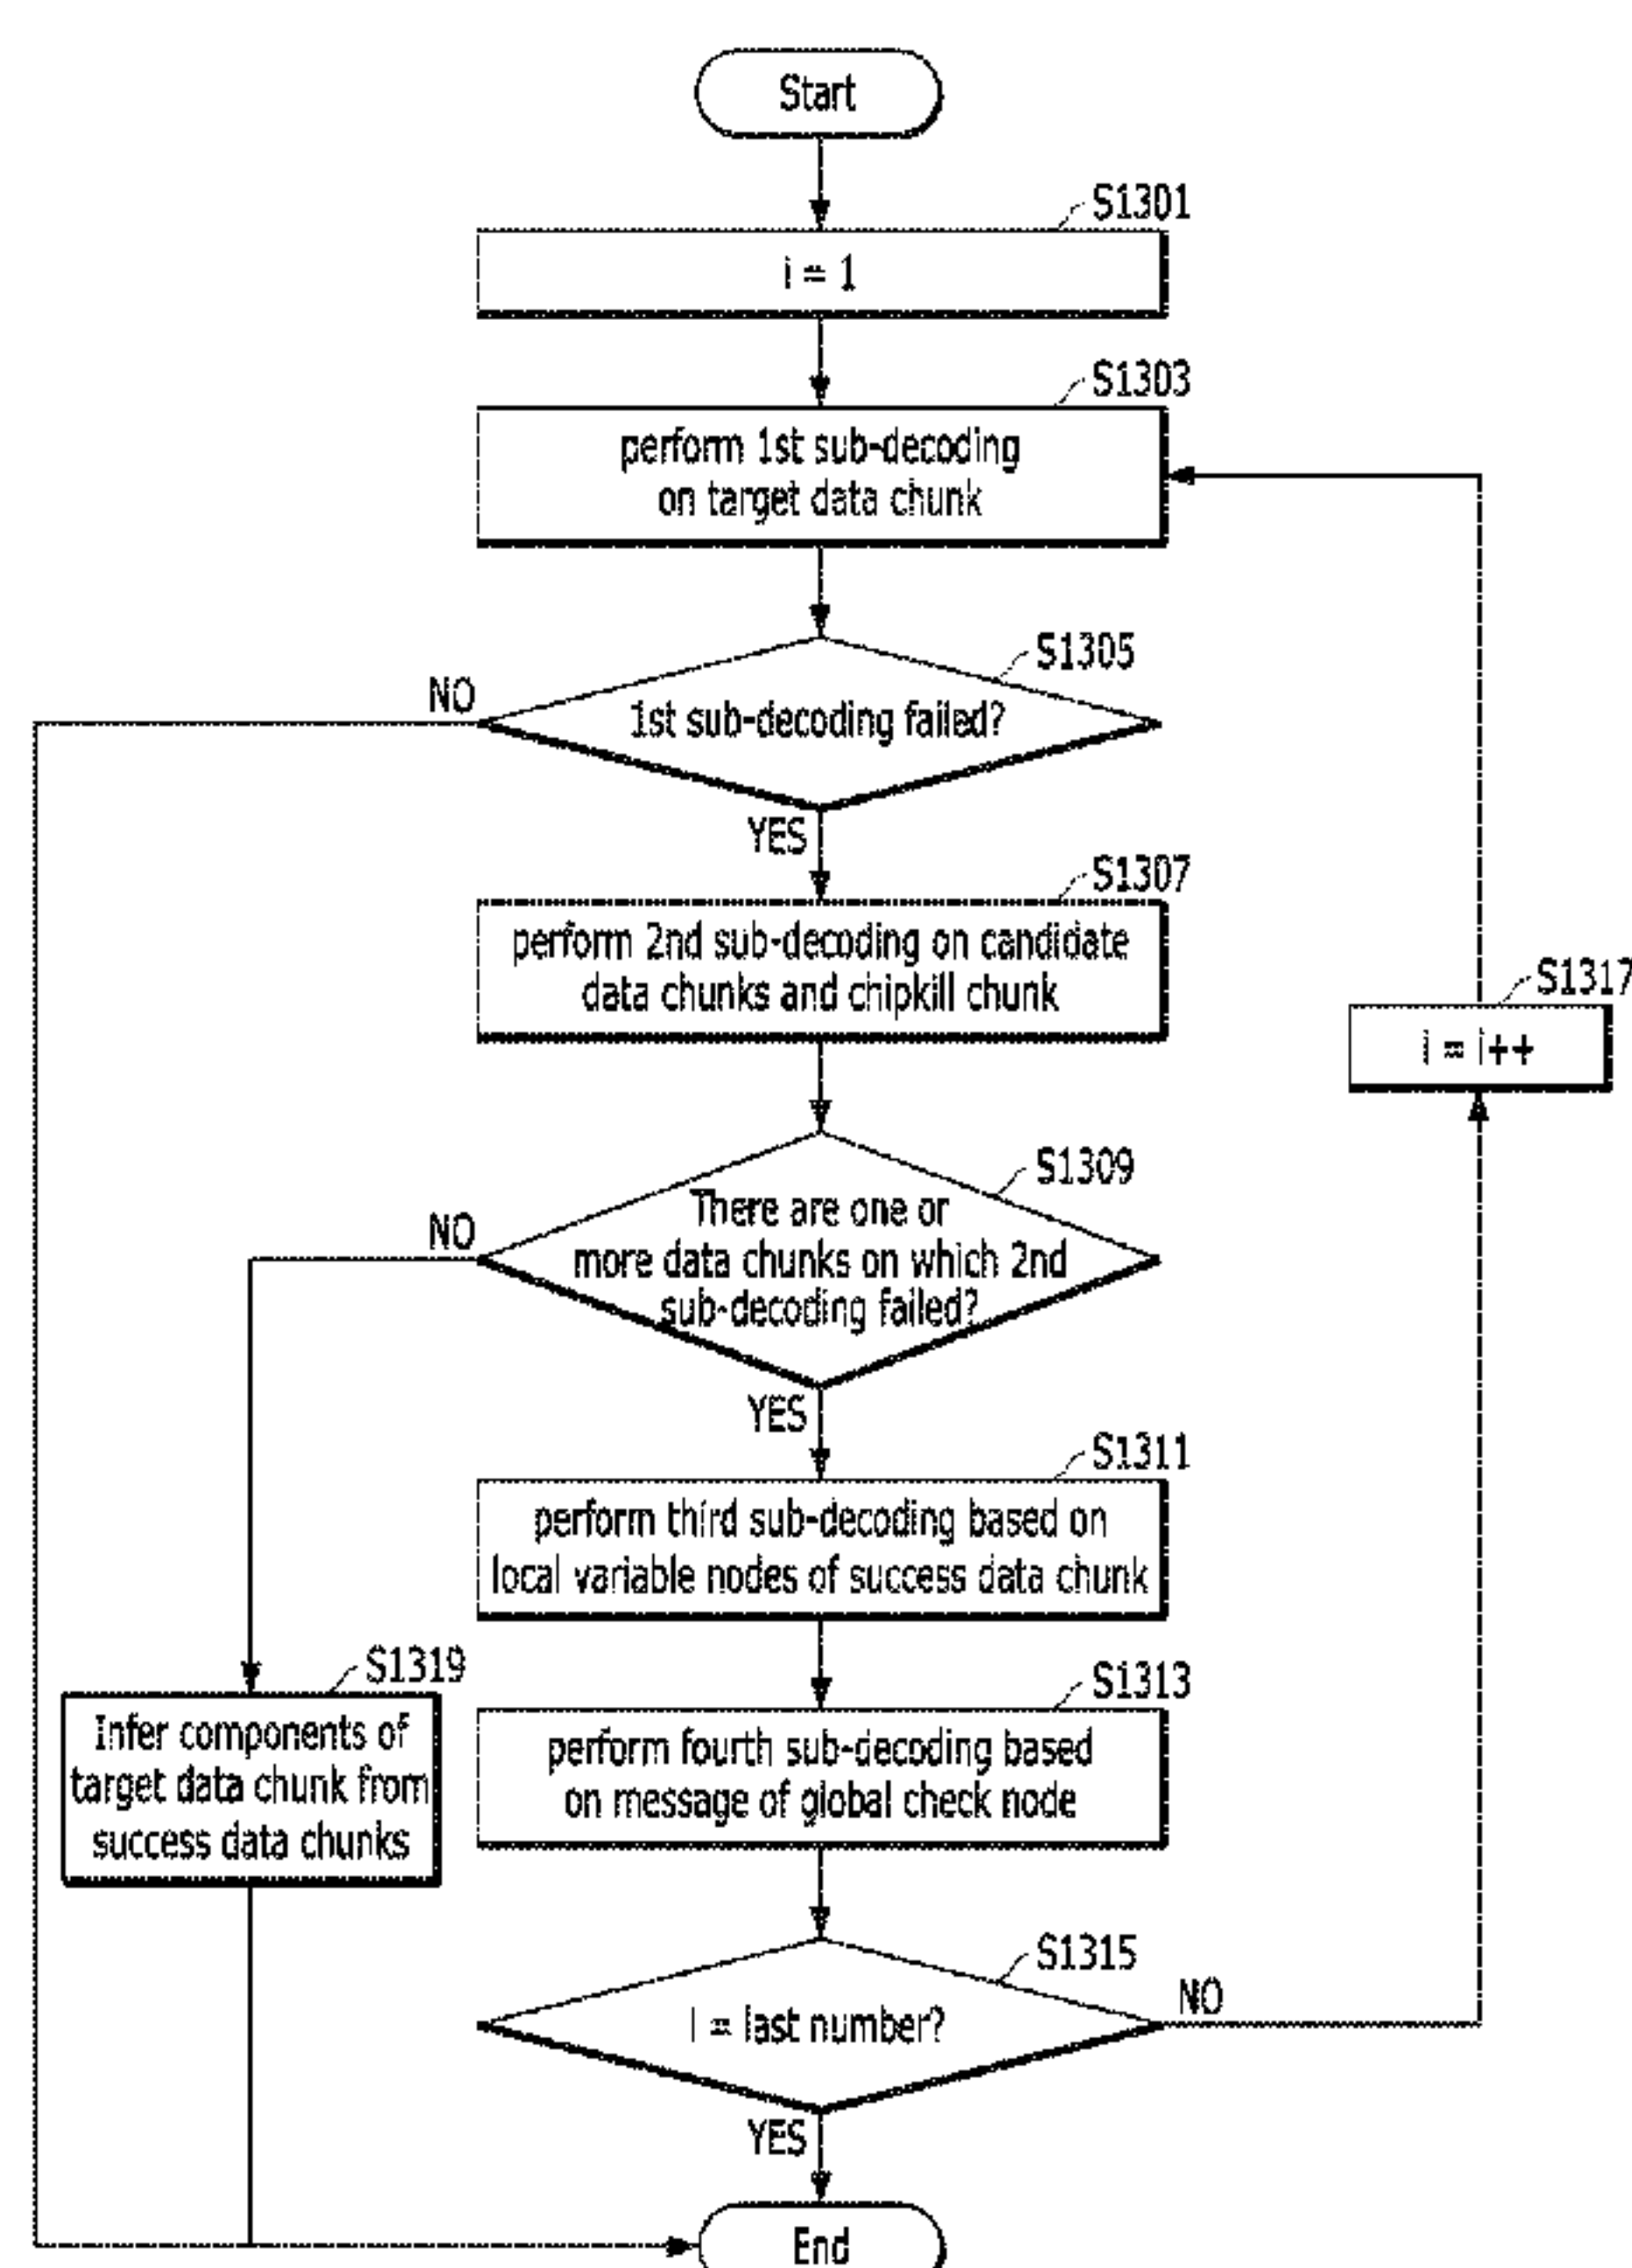 Start
S1301
i = 1
S1303
perform 1st sub-decoding
on target data chunk
S1305
NO
1st sub-decoding failed?
YES
S1307
perform 2nd sub-decoding on candidate
data chunks and chipkill chunk
S1317
i = i++
S1309
NO
There are one or
more data chunks on which 2nd
sub-decoding failed?
YES
S1311
perform third sub-decoding based on
local variable nodes of success data chunk
S1319
Infer components of
target data chunk from
success data chunks
S1313
perform fourth sub-decoding based
on message of global check node
S1315
NO
i = last number?
YES
End